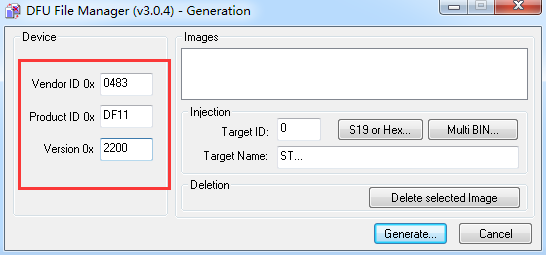 DFU File Manager (v3.0.4) - Generation
Device
Vendor ID 0x 0483
Product ID 0x DF11
Version 0x 2200
Images
Injection
Target ID: 0 S19 or Hex... Multi BIN...
Target Name: ST...
Deletion
Delete selected Image
Generate... Cancel